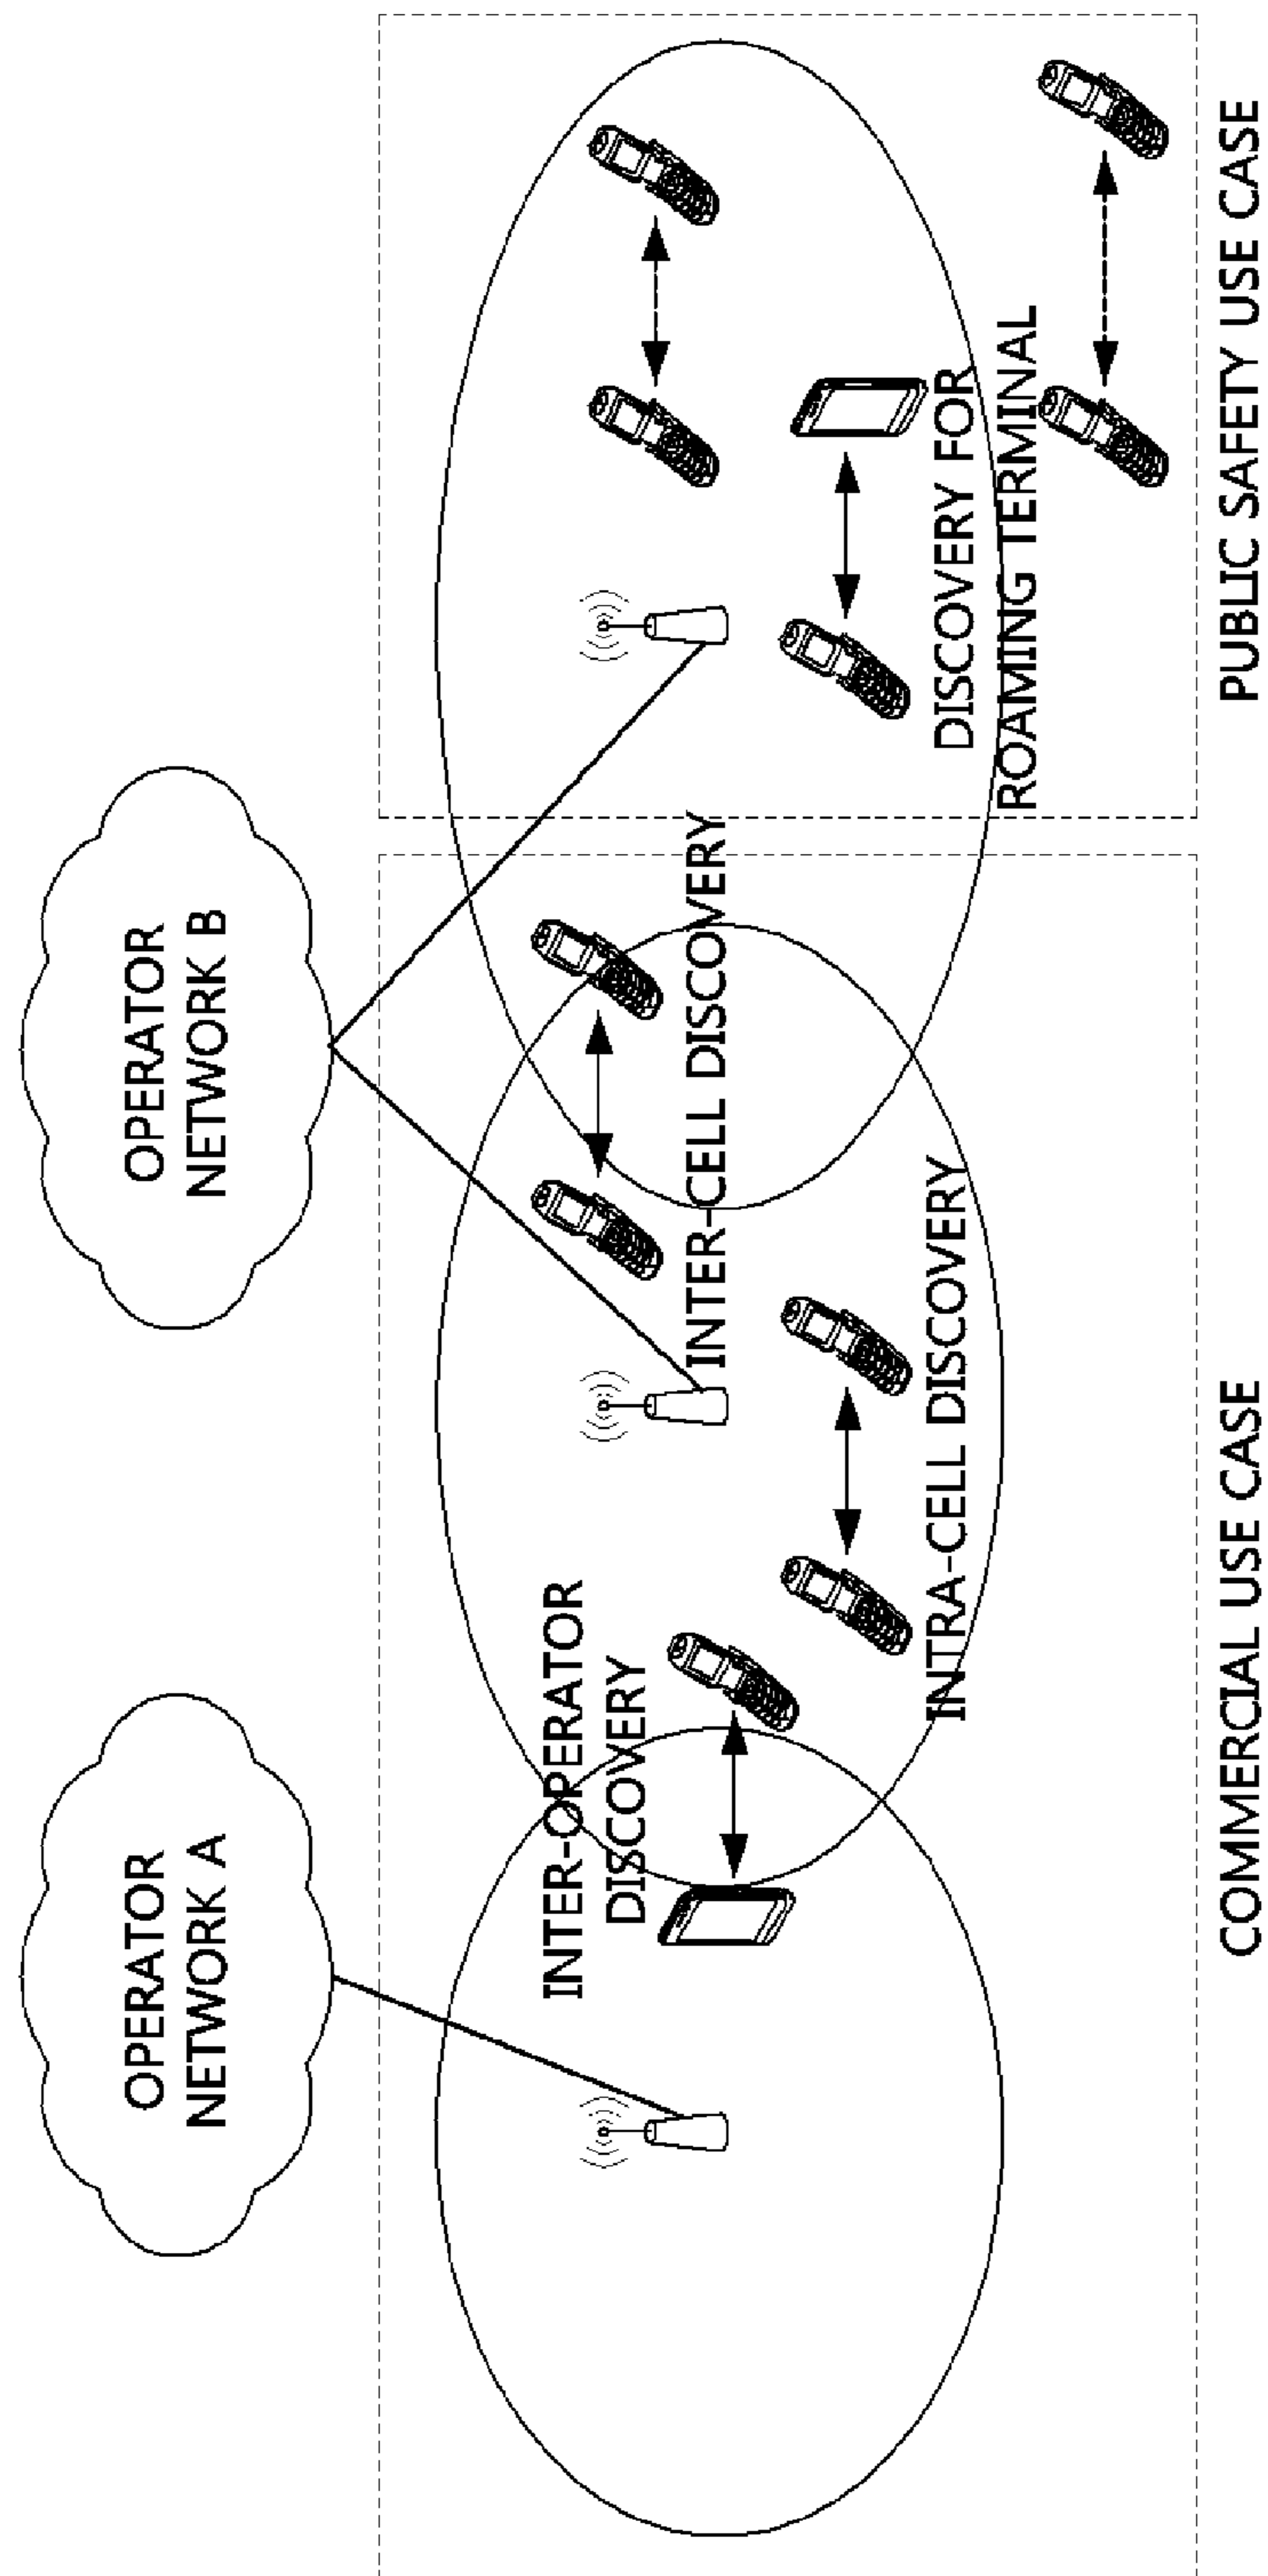 OPERATOR
NETWORK A
OPERATOR
NETWORK B
INTER-OPERATOR
DISCOVERY
INTER-CELL DISCOVERY
INTRA-CELL DISCOVERY
DISCOVERY FOR
ROAMING TERMINAL
COMMERCIAL USE CASE
PUBLIC SAFETY USE CASE